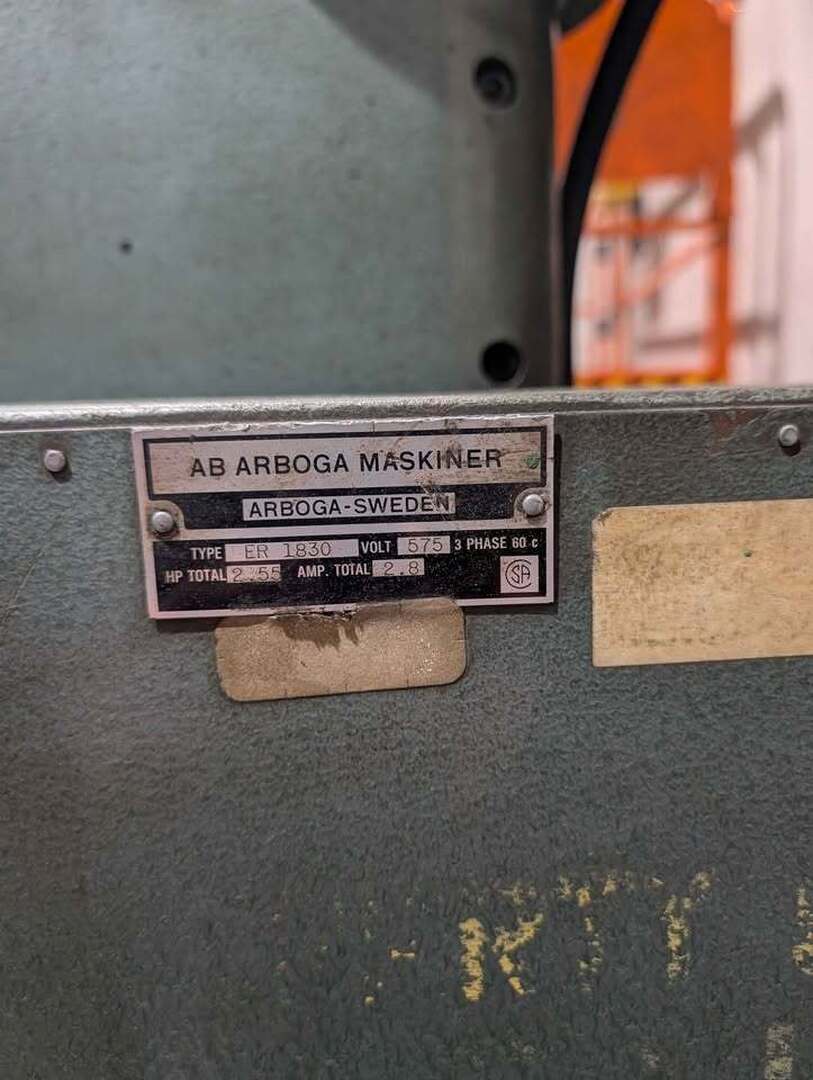 AB ARBOGA MASKINER
ARBOGA-SWEDEN
TYPE ER 1830 VOLT 575 3 PHASE 60 c
HP TOTAL 2.55 AMP. TOTAL 2.8
CSA